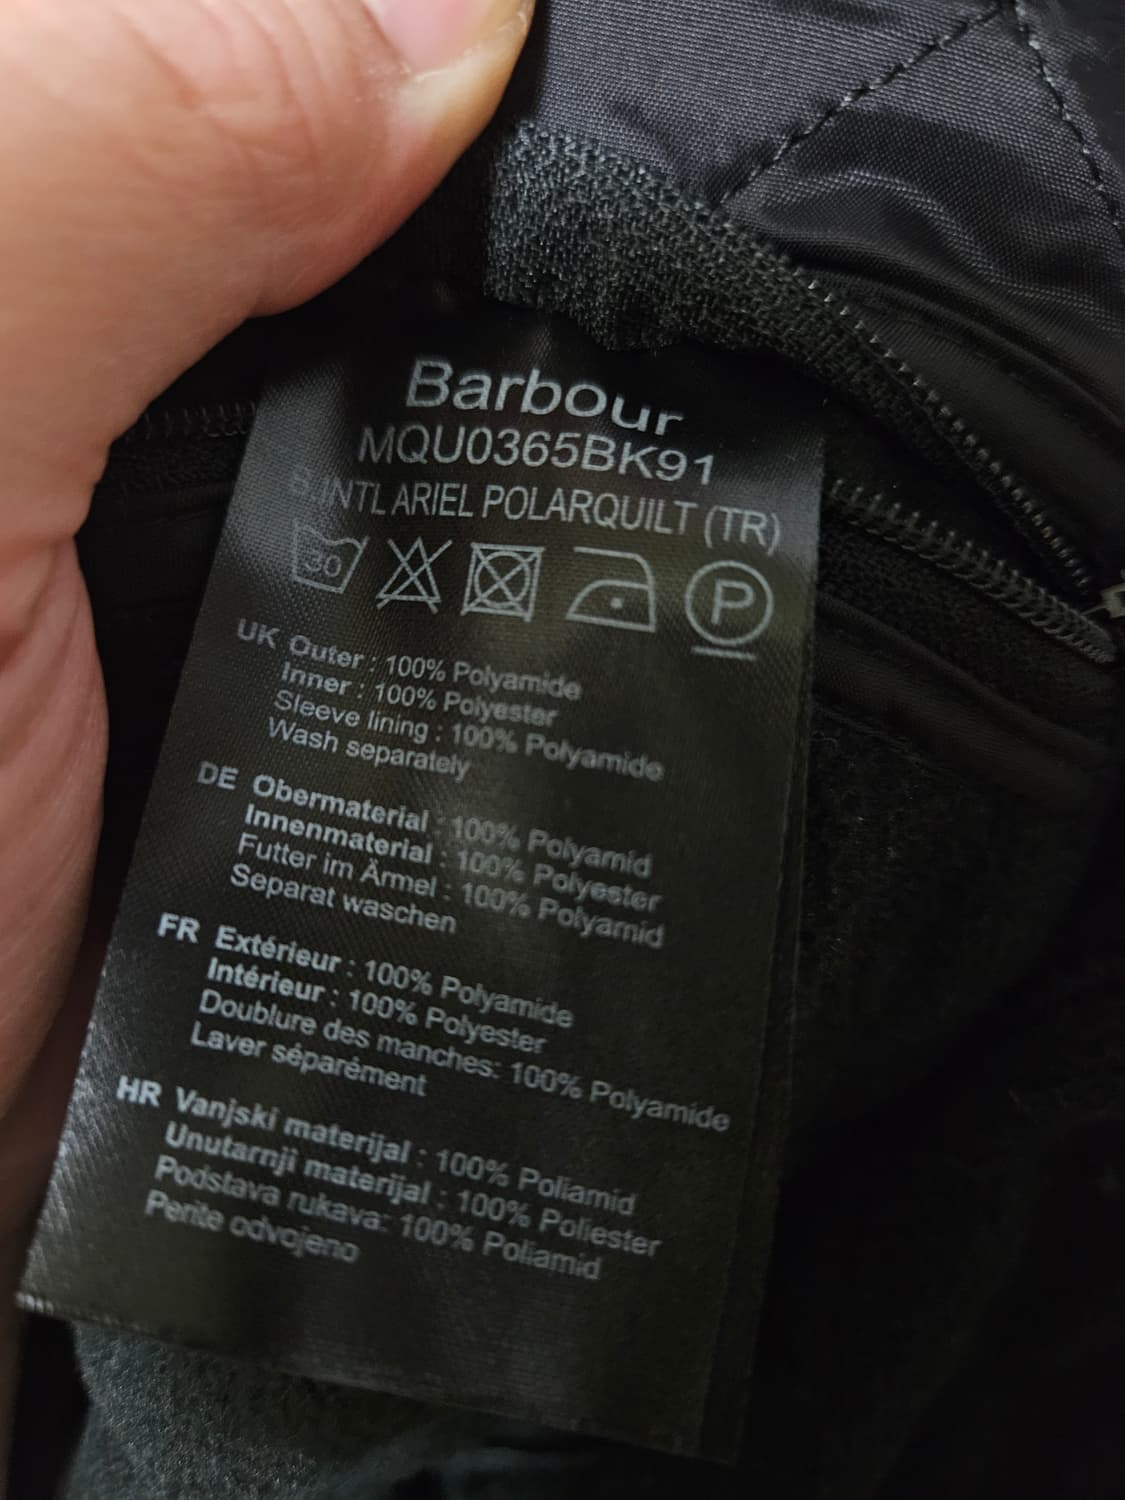 Barbour
MQU0365BK91
INTL ARIEL POLARQUILT (TR)
30
P
UK Outer : 100% Polyamide
Inner : 100% Polyester
Sleeve lining : 100% Polyamide
Wash separately
DE Obermaterial : 100% Polyamid
Innenmaterial : 100% Polyester
Futter im Ärmel : 100% Polyamid
Separat waschen
FR Extérieur : 100% Polyamide
Intérieur : 100% Polyester
Doublure des manches: 100% Polyamide
Laver séparément
HR Vanjski materijal : 100% Poliamid
Unutarnji materijal : 100% Poliester
Podstava rukava: 100% Poliamid
Perite odvojeno